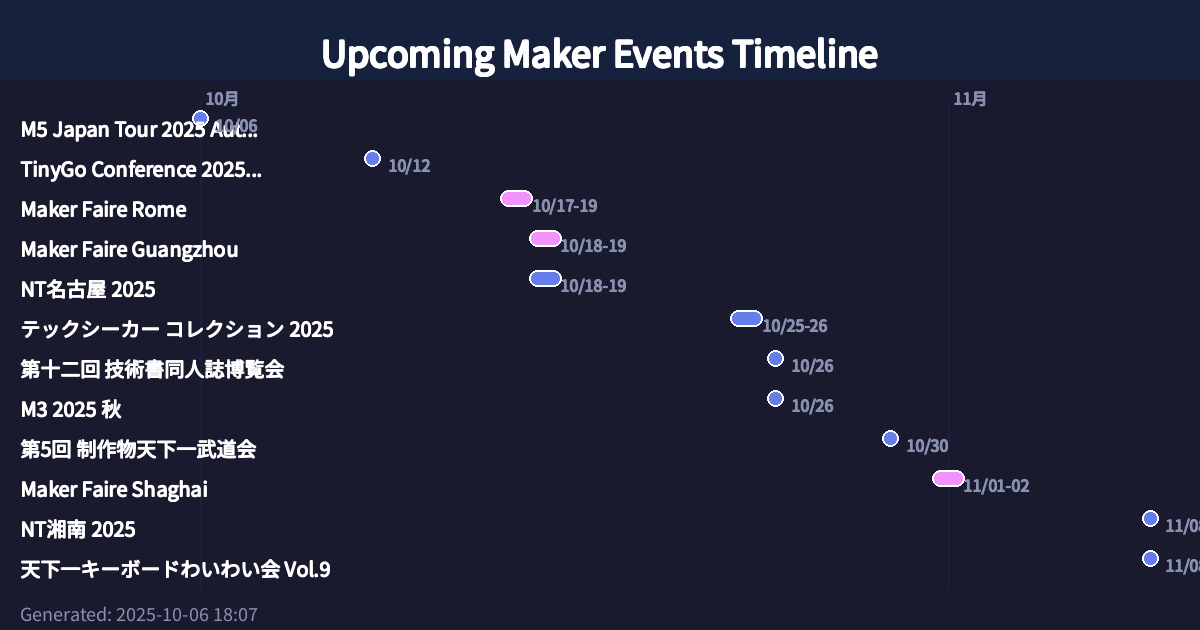 Upcoming Maker Events Timeline
10月
11月
M5 Japan Tour 2025 Aut...
10/06
TinyGo Conference 2025...
10/12
Maker Faire Rome
10/17-19
Maker Faire Guangzhou
10/18-19
NT名古屋 2025
10/18-19
テックシーカー コレクション 2025
10/25-26
第十二回 技術書同人誌博覧会
10/26
M3 2025 秋
10/26
第5回 制作物天下一武道会
10/30
Maker Faire Shaghai
11/01-02
NT湘南 2025
11/08
天下一キーボードわいわい会 Vol.9
11/08
Generated: 2025-10-06 18:07